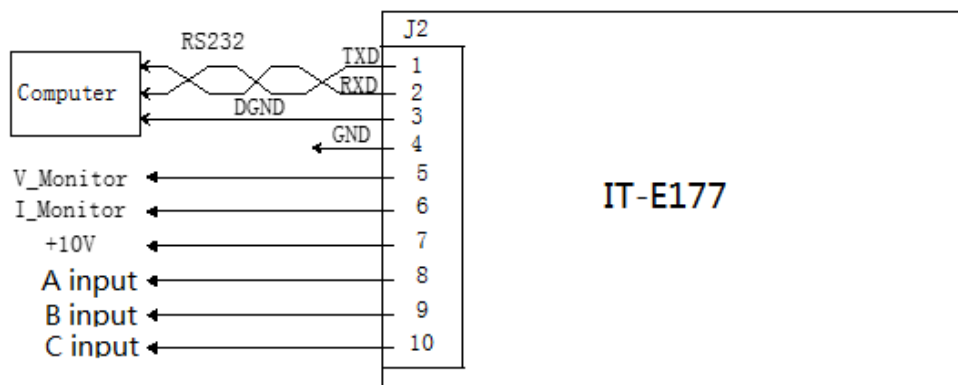 J2
RS232
TXD 1
Computer
RXD 2
DGND 3
GND 4
V_Monitor 5
IT-E177
I_Monitor 6
+10V 7
A input 8
B input 9
C input 10